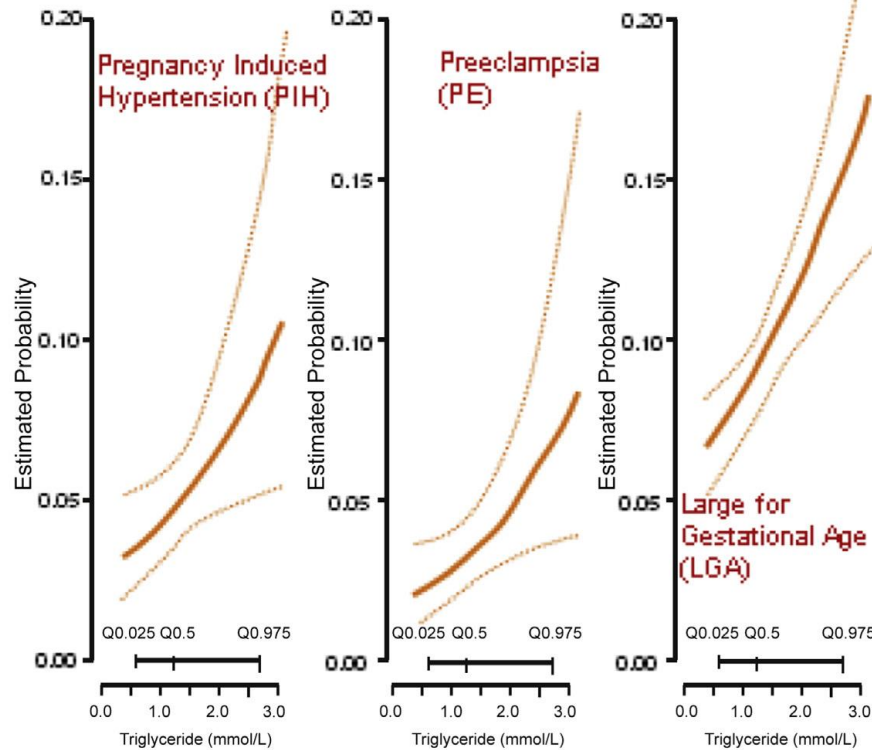 0.20
0.15
0.10
0.05
0.00
Estimated Probability
Pregnancy Induced
Hypertension (PIH)
Q0.025 Q0.5 Q0.975
0.0 1.0 2.0 3.0
Triglyceride (mmol/L)
0.20
0.15
0.10
0.05
0.00
Estimated Probability
Preeclampsia
(PE)
Q0.025 Q0.5 Q0.975
0.0 1.0 2.0 3.0
Triglyceride (mmol/L)
0.20
0.15
0.10
0.05
0.00
Estimated Probability
Large for
Gestational Age
(LGA)
Q0.025 Q0.5 Q0.975
0.0 1.0 2.0 3.0
Triglyceride (mmol/L)